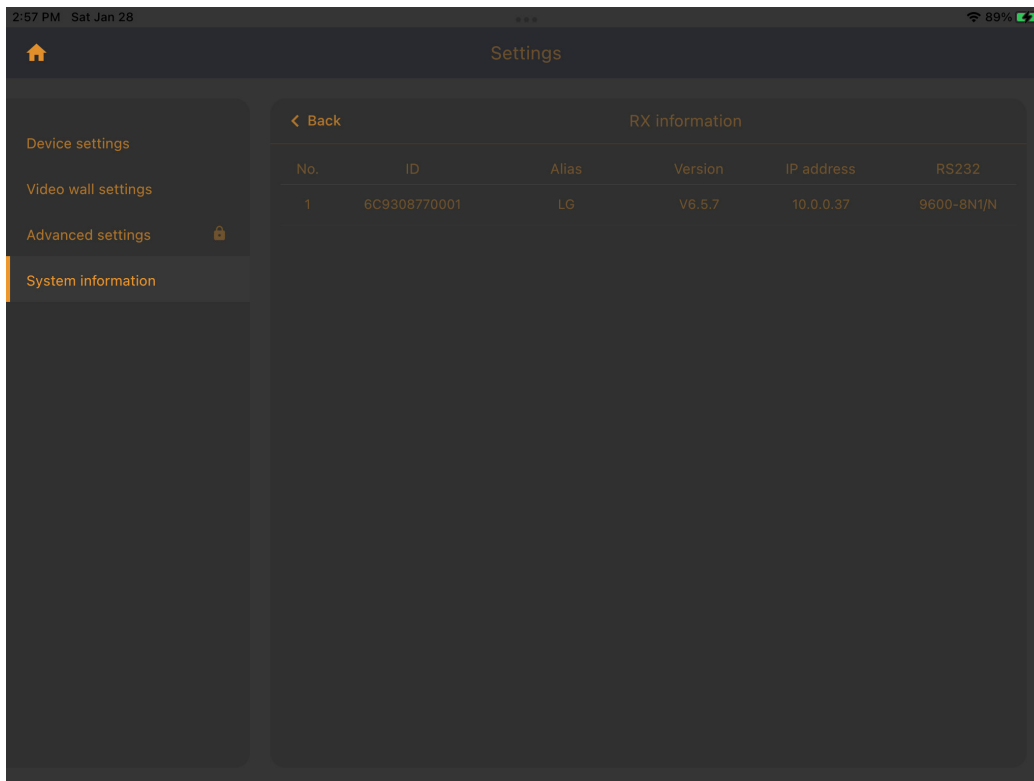 2:57 PM Sat Jan 28
89%
Settings
Device settings
Video wall settings
Advanced settings
System information
Back
RX information
No. ID Alias Version IP address RS232
1 6C9308770001 LG V6.5.7 10.0.0.37 9600-8N1/N